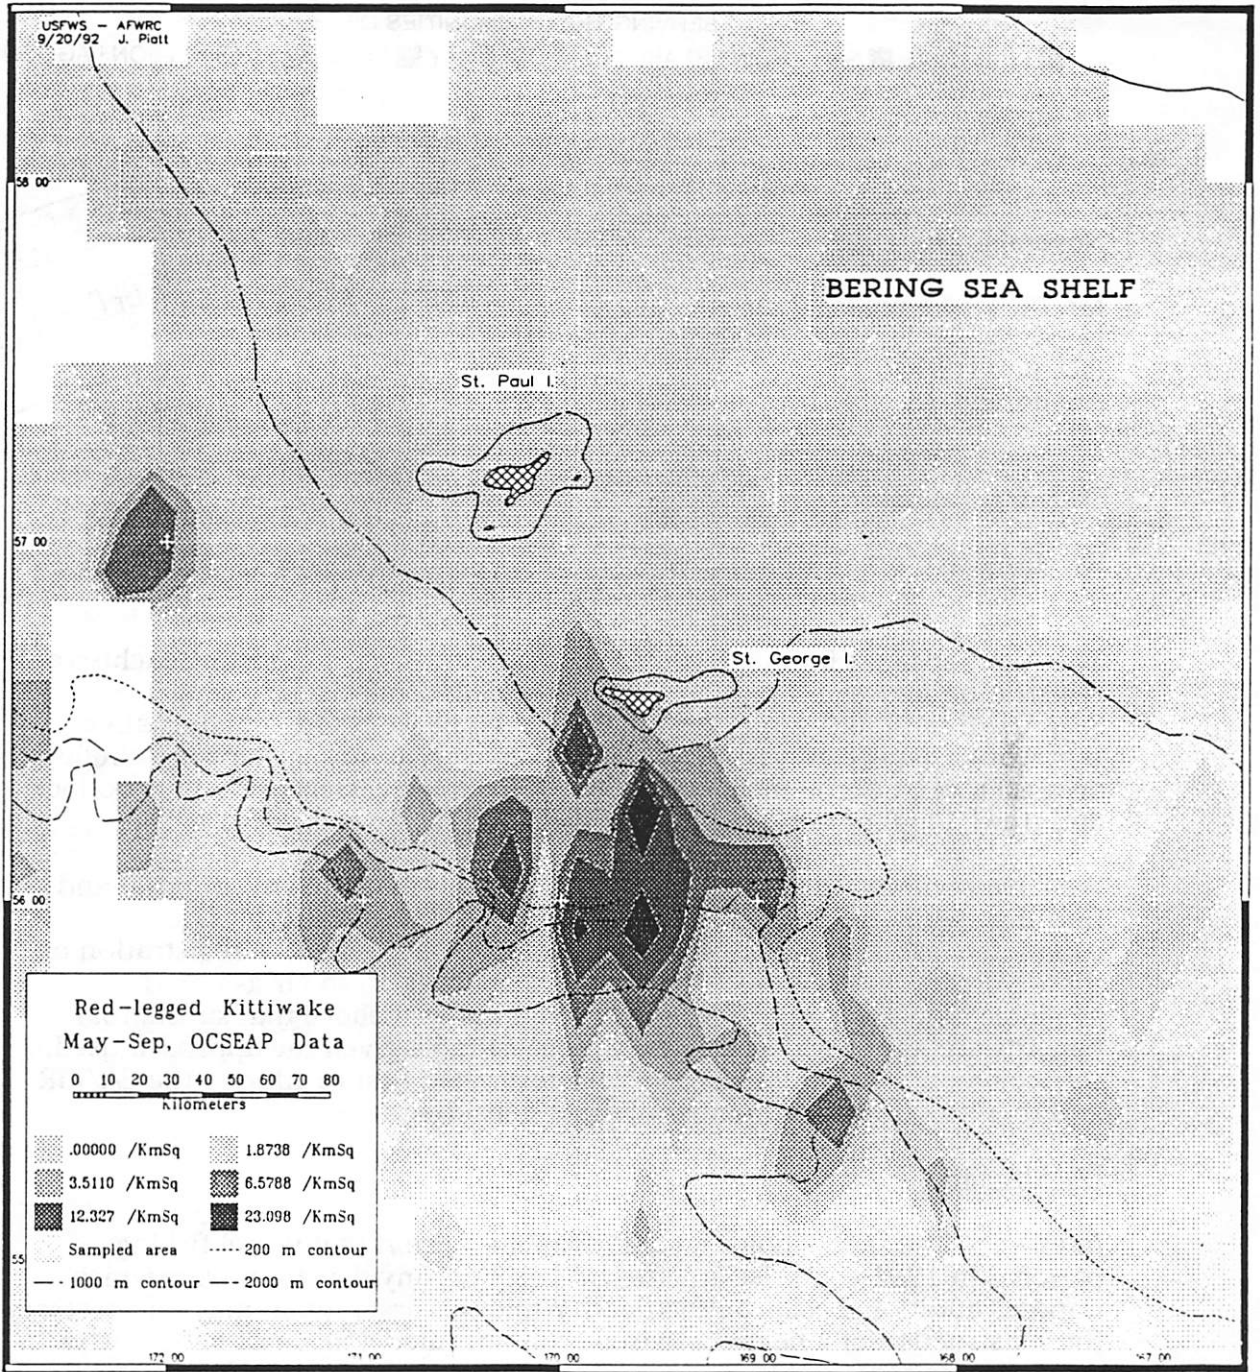 USFWS - AFWRC
9/20/92 J. Piatt
58 00
BERING SEA SHELF
St. Paul I.
57 00
St. George I.
56 00
Red-legged Kittiwake
May-Sep, OCSEAP Data
0 10 20 30 40 50 60 70 80
Kilometers
.00000 /KmSq 1.8738 /KmSq
3.5110 /KmSq 6.5788 /KmSq
12.327 /KmSq 23.098 /KmSq
Sampled area 200 m contour
1000 m contour 2000 m contour
55
172 00 171 00 170 00 169 00 168 00 167 00